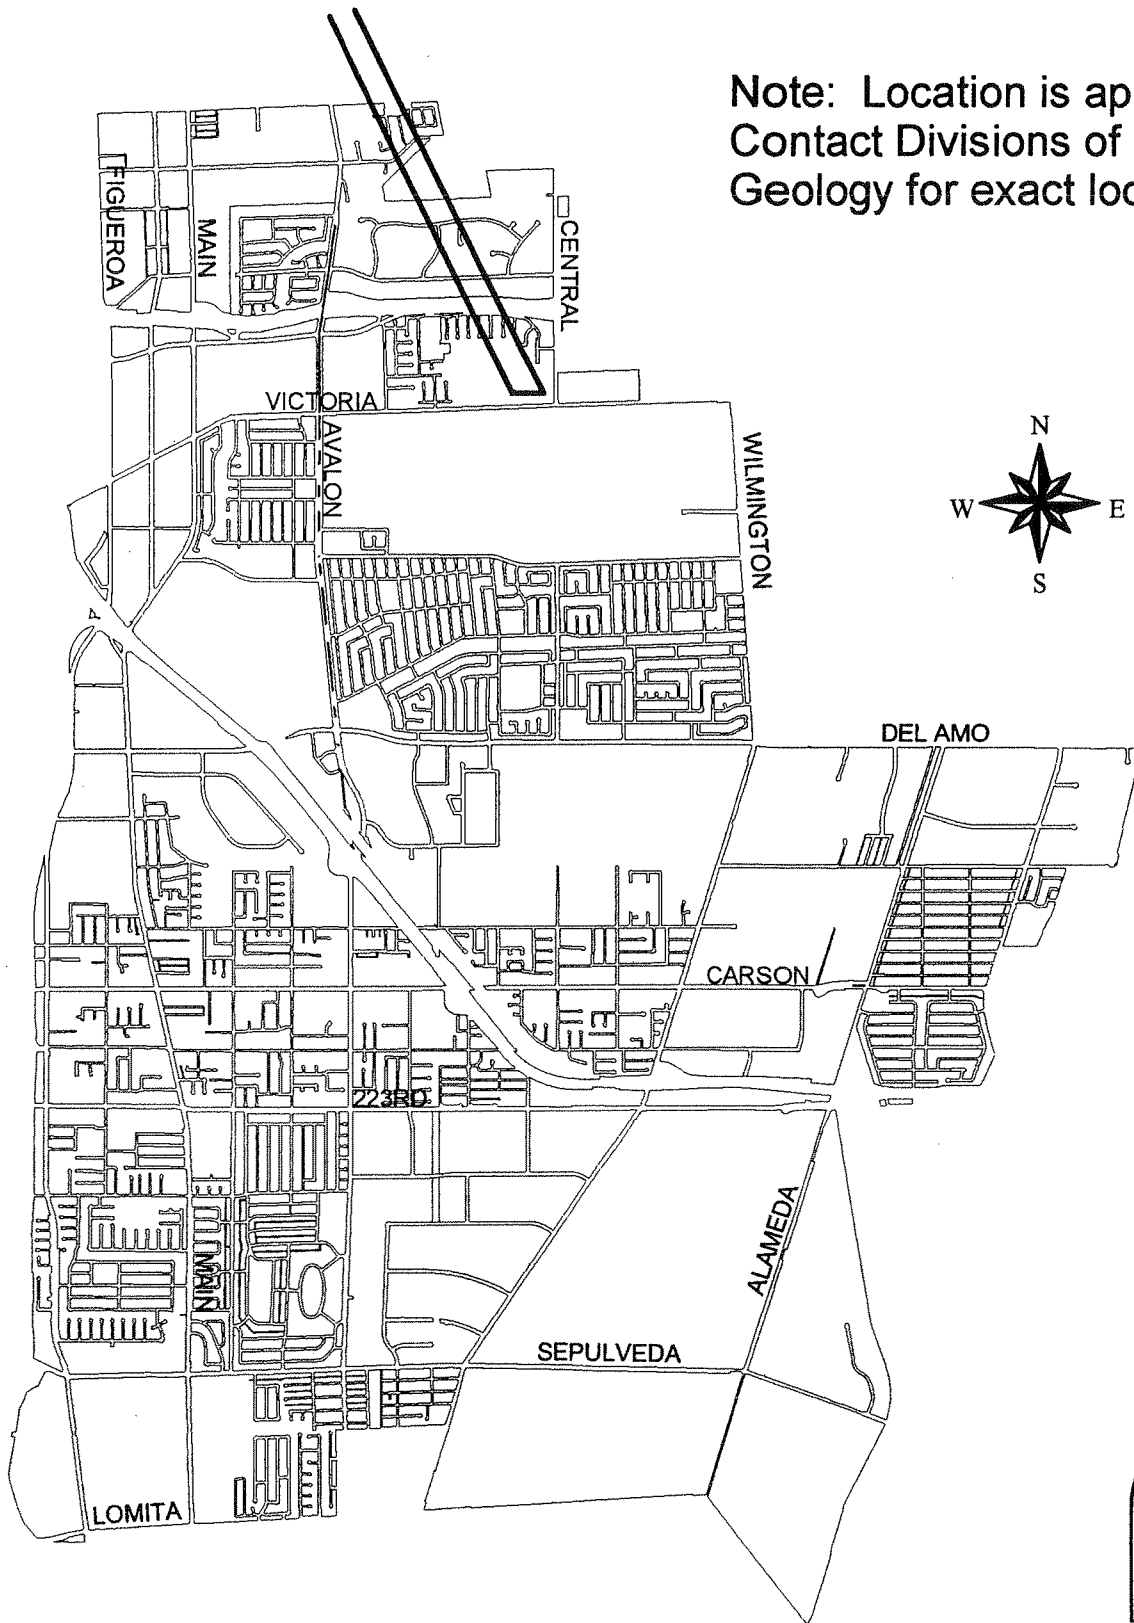 Note: Location is ap
Contact Divisions of
Geology for exact loc
FIGUEROA
MAIN
CENTRAL
VICTORIA
AVALON
WILMINGTON
N
W
E
S
DEL AMO
CARSON
223RD
ALAMEDA
MAIN
SEPULVEDA
LOMITA